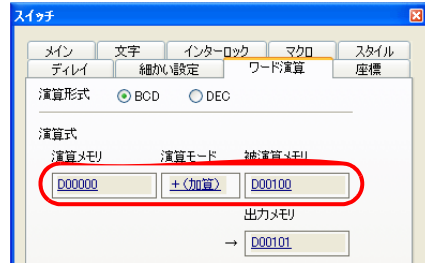 スイッチ
メイン 文字 インターロック マクロ スタイル
ディレイ 細かい設定 ワード演算 座標
演算形式 BCD DEC
演算式
演算メモリ 演算モード 被演算メモリ
D00000 +(加算) D00100
出力メモリ
→ D00101